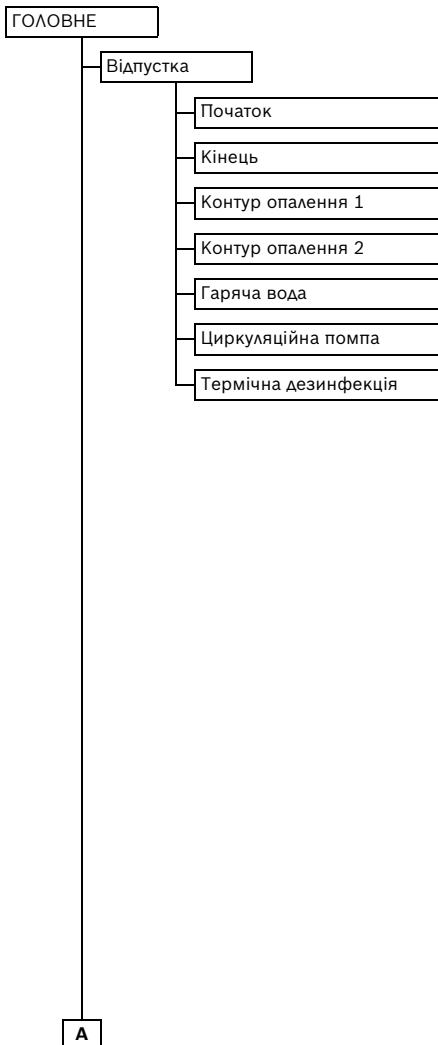 ГОЛОВНЕ
Відпустка
Початок
Кінець
Контур опалення 1
Контур опалення 2
Гаряча вода
Циркуляційна помпа
Термічна дезинфекція
A